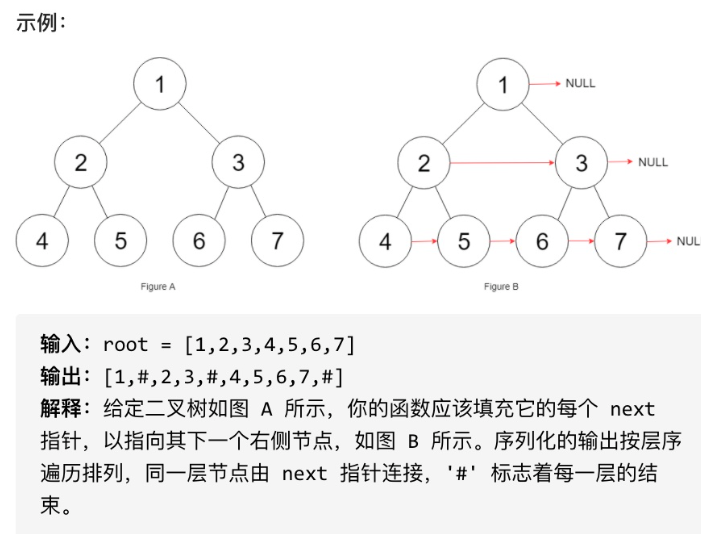 示例：
1
1
NULL
2
3
2
3
NULL
4
5
6
7
4
5
6
7
NUL
Figure A
Figure B
输入：root = [1,2,3,4,5,6,7]
输出：[1,#,2,3,#,4,5,6,7,#]
解释：给定二叉树如图 A 所示，你的函数应该填充它的每个 next
指针，以指向其下一个右侧节点，如图 B 所示。序列化的输出按层序
遍历排列，同一层节点由 next 指针连接，'#' 标志着每一层的结
束。